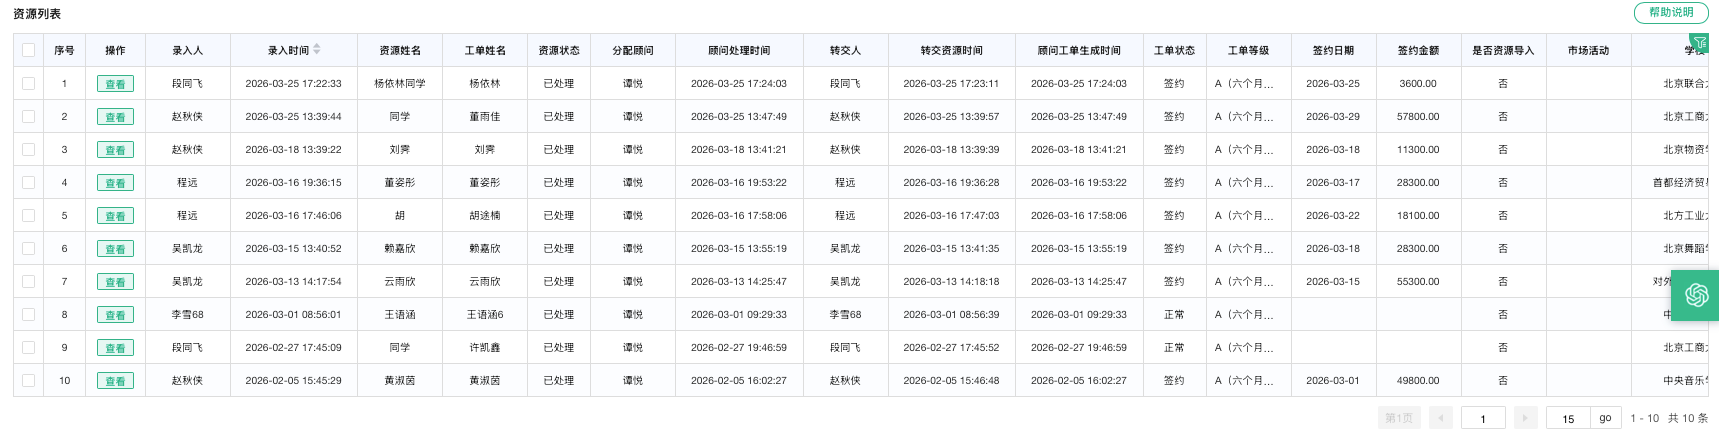 资源列表
帮助说明
序号 操作 录入人 录入时间 资源姓名 工单姓名 资源状态 分配顾问 顾问处理时间 转交人 转交资源时间 顾问工单生成时间 工单状态 工单等级 签约日期 签约金额 是否资源导入 市场活动
1 查看 段同飞 2026-03-25 17:22:33 杨依林同学 杨依林 已处理 谭悦 2026-03-25 17:24:03 段同飞 2026-03-25 17:23:11 2026-03-25 17:24:03 签约 A（六个月... 2026-03-25 3600.00 否 北京联合
2 查看 赵秋侠 2026-03-25 13:39:44 同学 董雨佳 已处理 谭悦 2026-03-25 13:47:49 赵秋侠 2026-03-25 13:39:57 2026-03-25 13:47:49 签约 A（六个月... 2026-03-29 57800.00 否 北京工商
3 查看 赵秋侠 2026-03-18 13:39:22 刘霁 刘霁 已处理 谭悦 2026-03-18 13:41:21 赵秋侠 2026-03-18 13:39:39 2026-03-18 13:41:21 签约 A（六个月... 2026-03-18 11300.00 否 北京物资
4 查看 程远 2026-03-16 19:36:15 董姿彤 董姿彤 已处理 谭悦 2026-03-16 19:53:22 程远 2026-03-16 19:36:28 2026-03-16 19:53:22 签约 A（六个月... 2026-03-17 28300.00 否 首都经济贸
5 查看 程远 2026-03-16 17:46:06 胡 胡途楠 已处理 谭悦 2026-03-16 17:58:06 程远 2026-03-16 17:47:03 2026-03-16 17:58:06 签约 A（六个月... 2026-03-22 18100.00 否 北方工业
6 查看 吴凯龙 2026-03-15 13:40:52 赖嘉欣 赖嘉欣 已处理 谭悦 2026-03-15 13:55:19 吴凯龙 2026-03-15 13:41:35 2026-03-15 13:55:19 签约 A（六个月... 2026-03-18 28300.00 否 北京舞蹈
7 查看 吴凯龙 2026-03-13 14:17:54 云雨欣 云雨欣 已处理 谭悦 2026-03-13 14:25:47 吴凯龙 2026-03-13 14:18:18 2026-03-13 14:25:47 签约 A（六个月... 2026-03-15 55300.00 否 对外
8 查看 李雪68 2026-03-01 08:56:01 王语涵 王语涵6 已处理 谭悦 2026-03-01 09:29:33 李雪68 2026-03-01 08:56:39 2026-03-01 09:29:33 正常 A（六个月... 否
9 查看 段同飞 2026-02-27 17:45:09 同学 许凯鑫 已处理 谭悦 2026-02-27 19:46:59 段同飞 2026-02-27 17:45:52 2026-02-27 19:46:59 正常 A（六个月... 否 北京工商
10 查看 赵秋侠 2026-02-05 15:45:29 黄淑茵 黄淑茵 已处理 谭悦 2026-02-05 16:02:27 赵秋侠 2026-02-05 15:46:48 2026-02-05 16:02:27 签约 A（六个月... 2026-03-01 49800.00 否 中央音乐
第1页 1 15 go 1 - 10 共 10 条